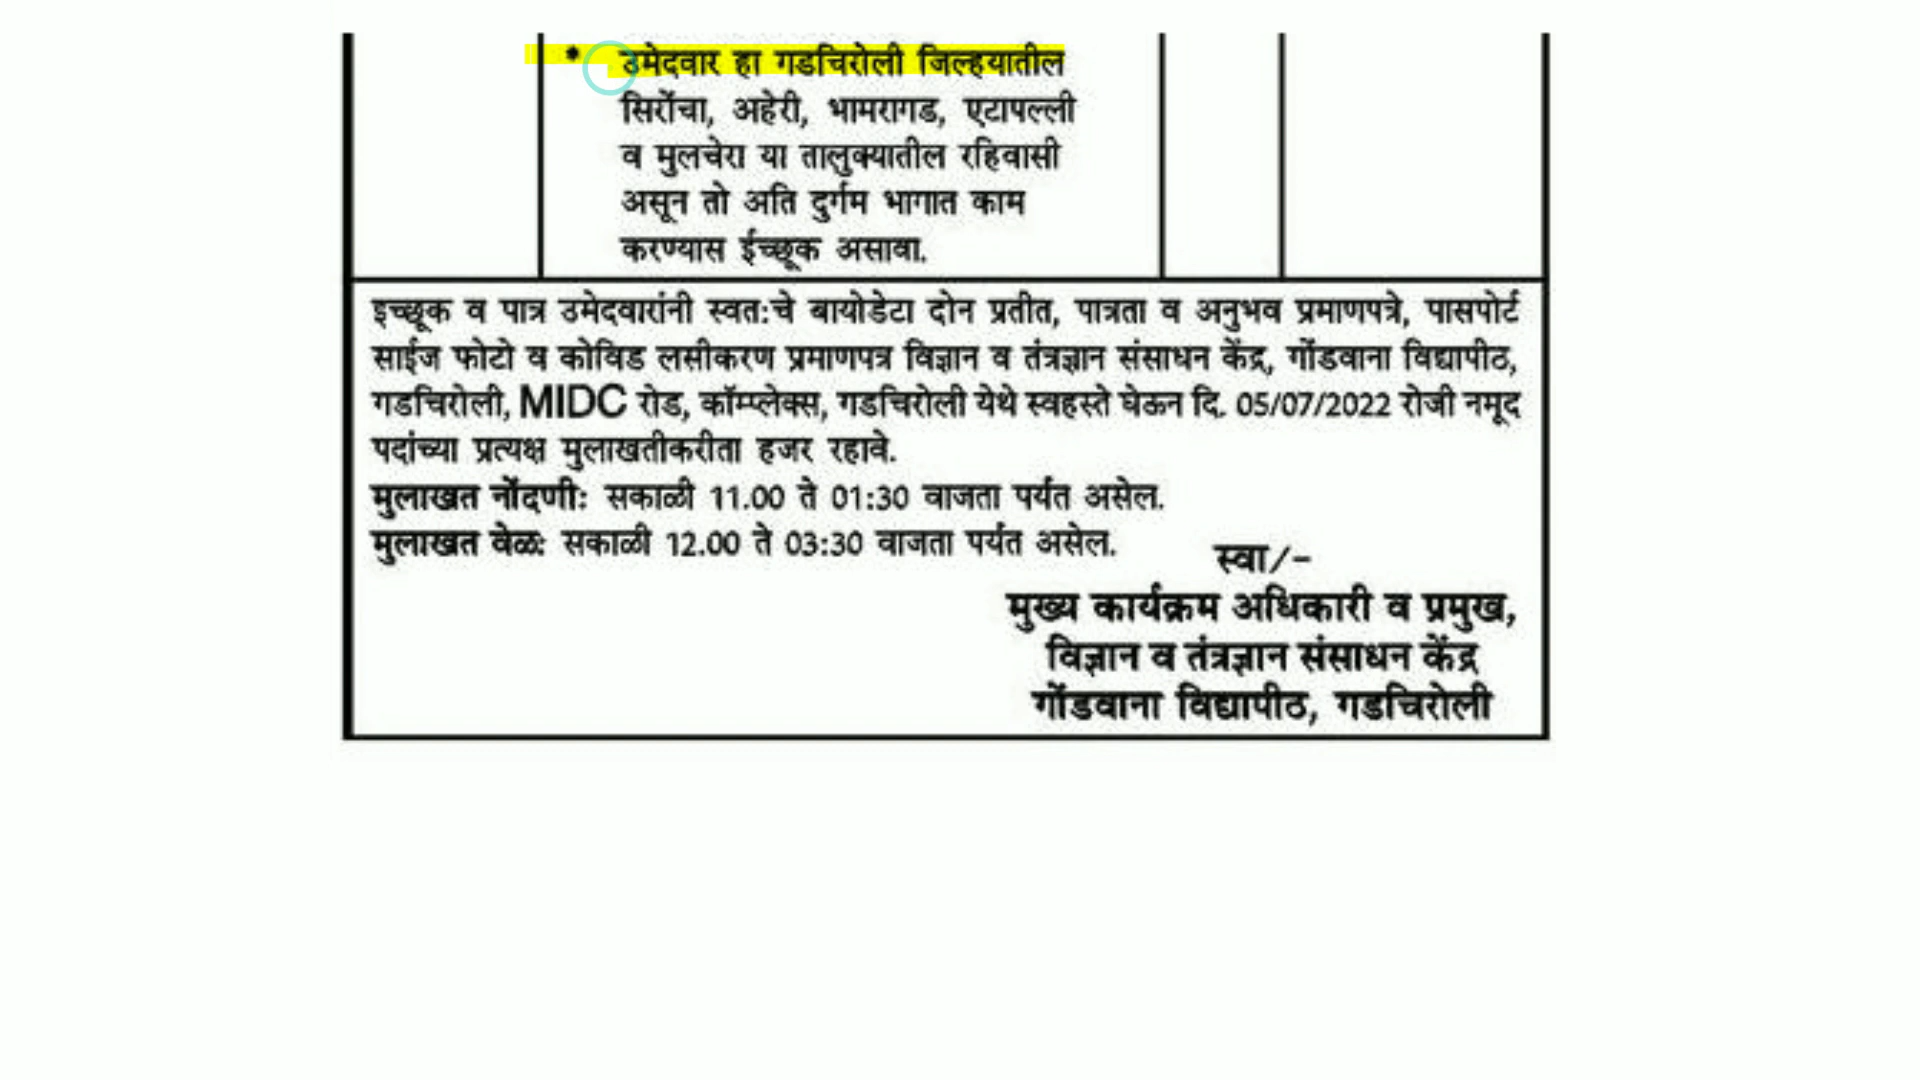 * उमेदवार हा गडचिरोली जिल्हयातील
सिरोंचा, अहेरी, भामरागड, एटापल्ली
व मुलचेरा या तालुक्यातील रहिवासी
असून तो अति दुर्गम भागात काम
करण्यास ईच्छूक असावा.
इच्छूक व पात्र उमेदवारांनी स्वत:चे बायोडेटा दोन प्रतीत, पात्रता व अनुभव प्रमाणपत्रे, पासपोर्ट
साईज फोटो व कोविड लसीकरण प्रमाणपत्र विज्ञान व तंत्रज्ञान संसाधन केंद्र, गोंडवाना विद्यापीठ,
गडचिरोली, MIDC रोड, कॉम्प्लेक्स, गडचिरोली येथे स्वहस्ते घेऊन दि. 05/07/2022 रोजी नमूद
पदांच्या प्रत्यक्ष मुलाखतीकरीता हजर रहावे.
मुलाखत नोंदणी: सकाळी 11.00 ते 01:30 वाजता पर्यंत असेल.
मुलाखत वेळ: सकाळी 12.00 ते 03:30 वाजता पर्यंत असेल.
स्वा/-
मुख्य कार्यक्रम अधिकारी व प्रमुख,
विज्ञान व तंत्रज्ञान संसाधन केंद्र
गोंडवाना विद्यापीठ, गडचिरोली